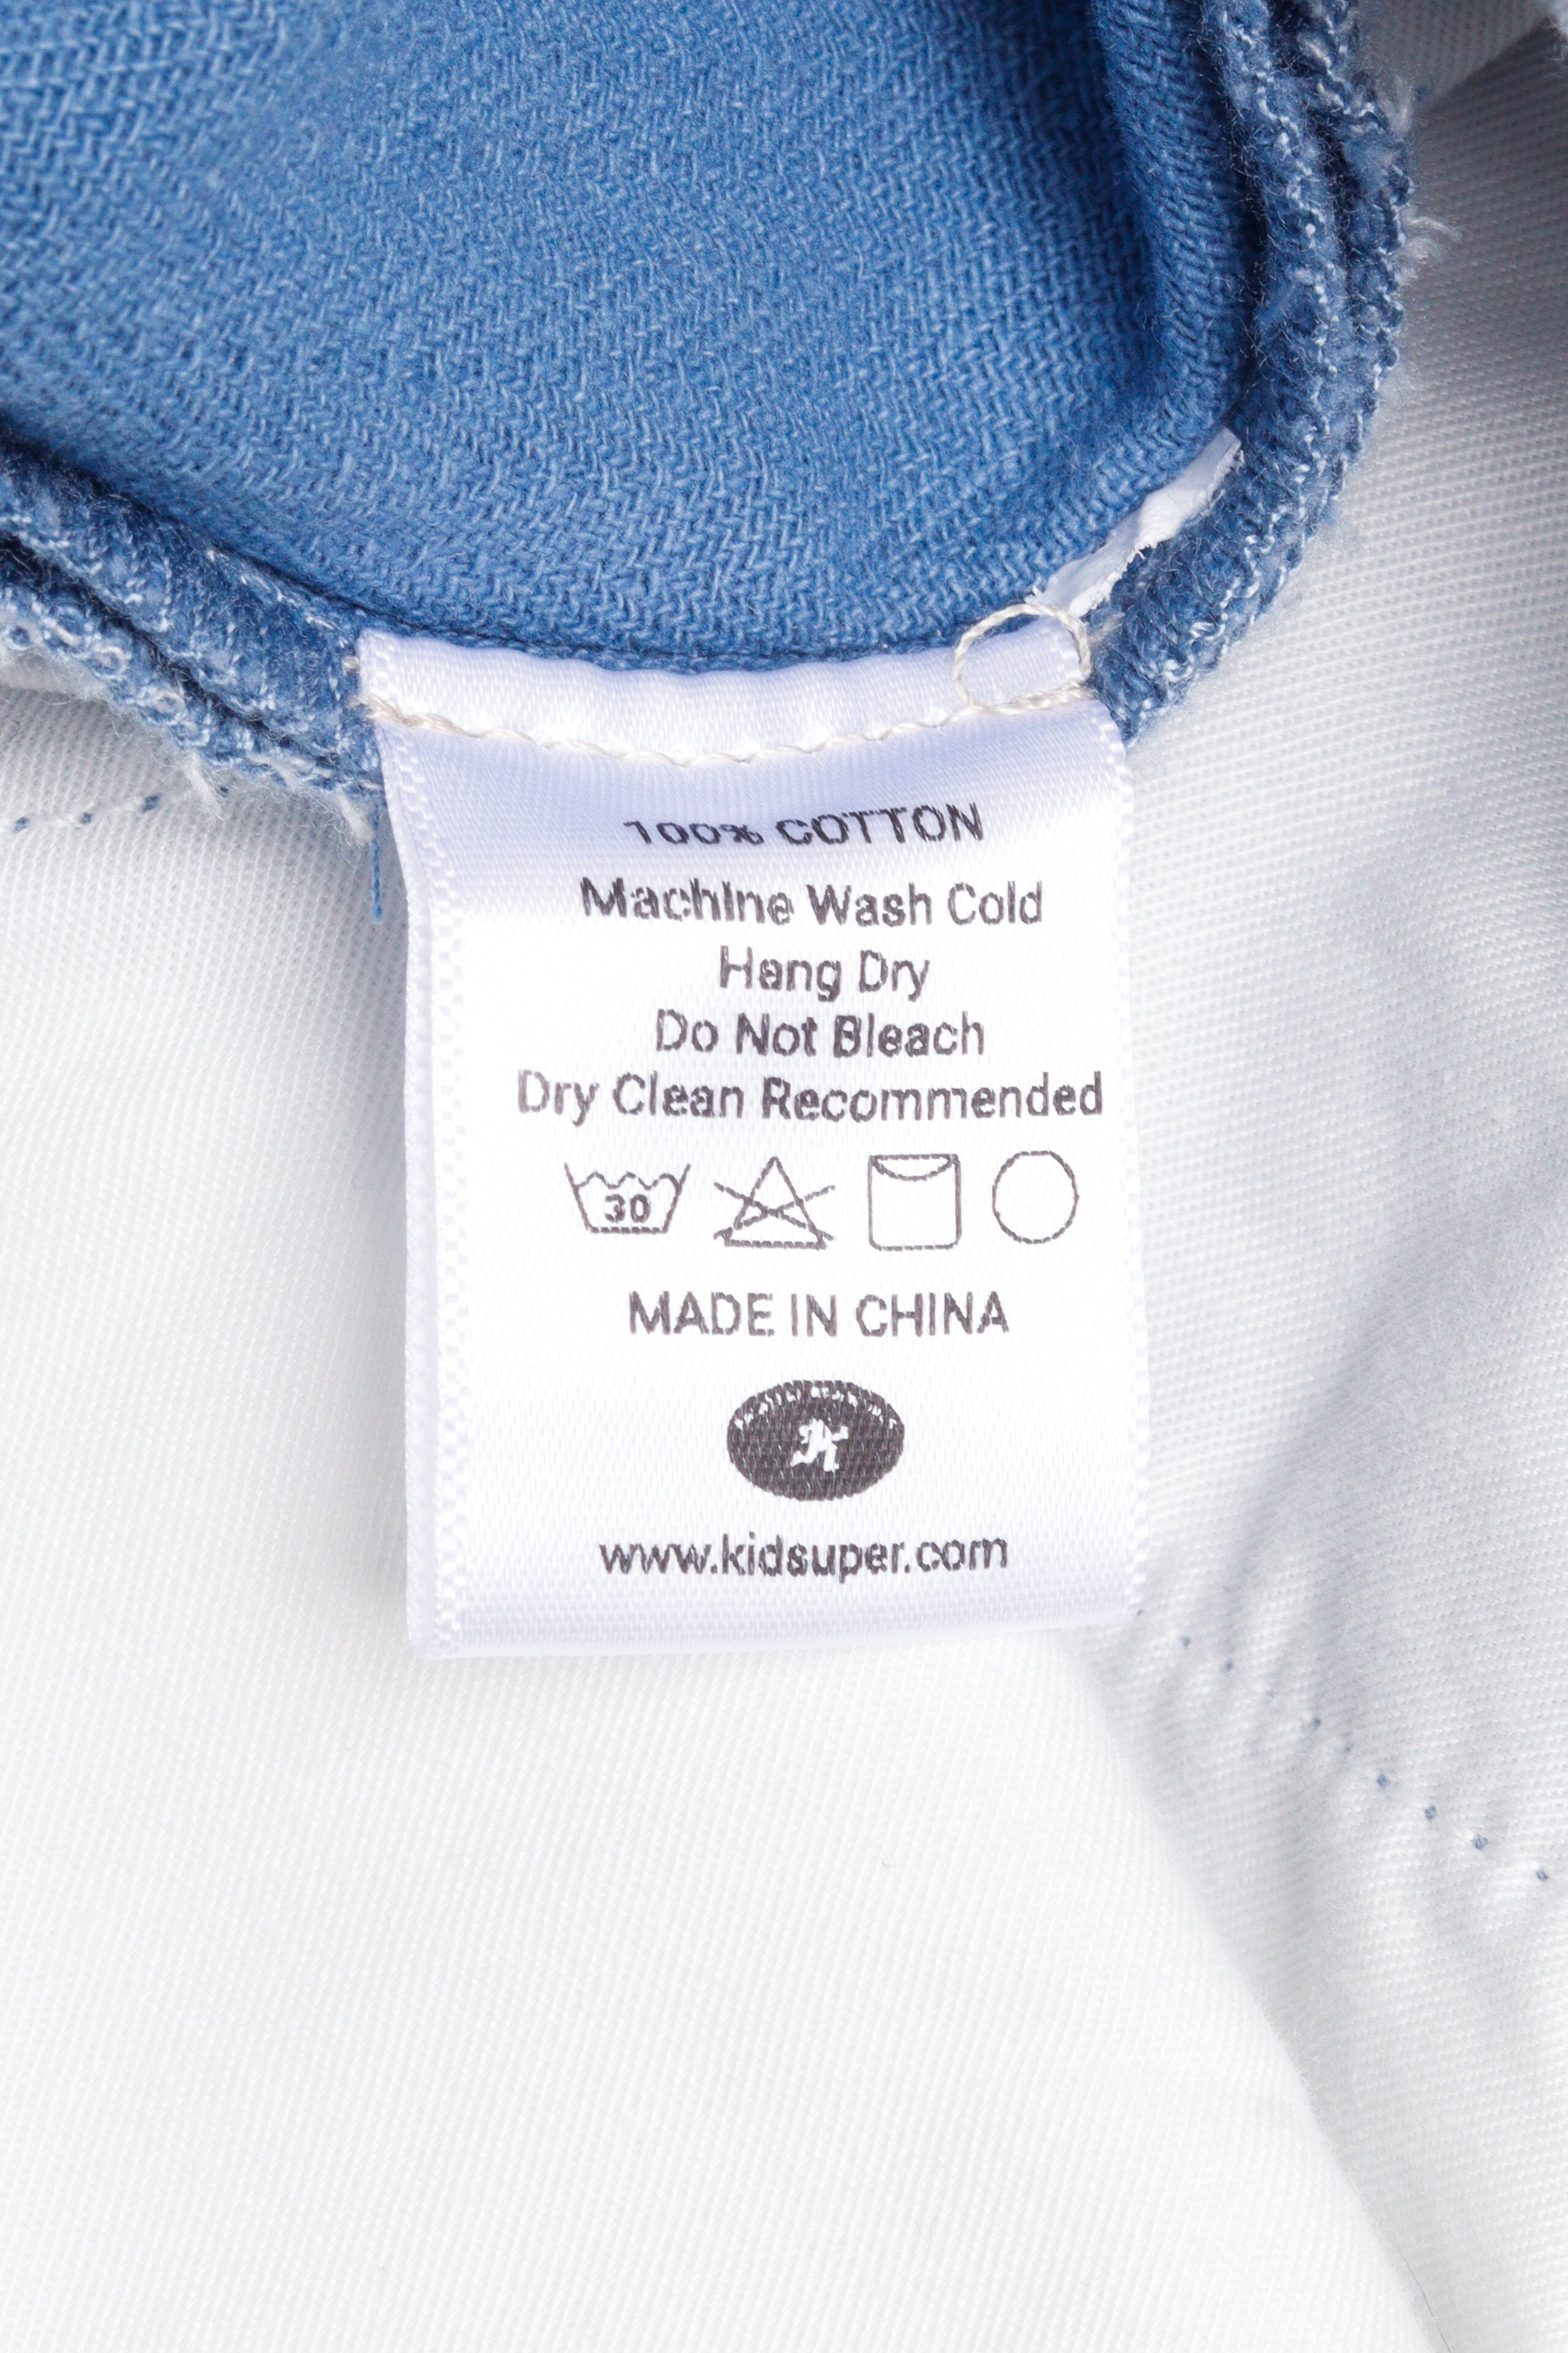 100% COTTON
Machine Wash Cold
Hang Dry
Do Not Bleach
Dry Clean Recommended
30
MADE IN CHINA
www.kidsuper.com